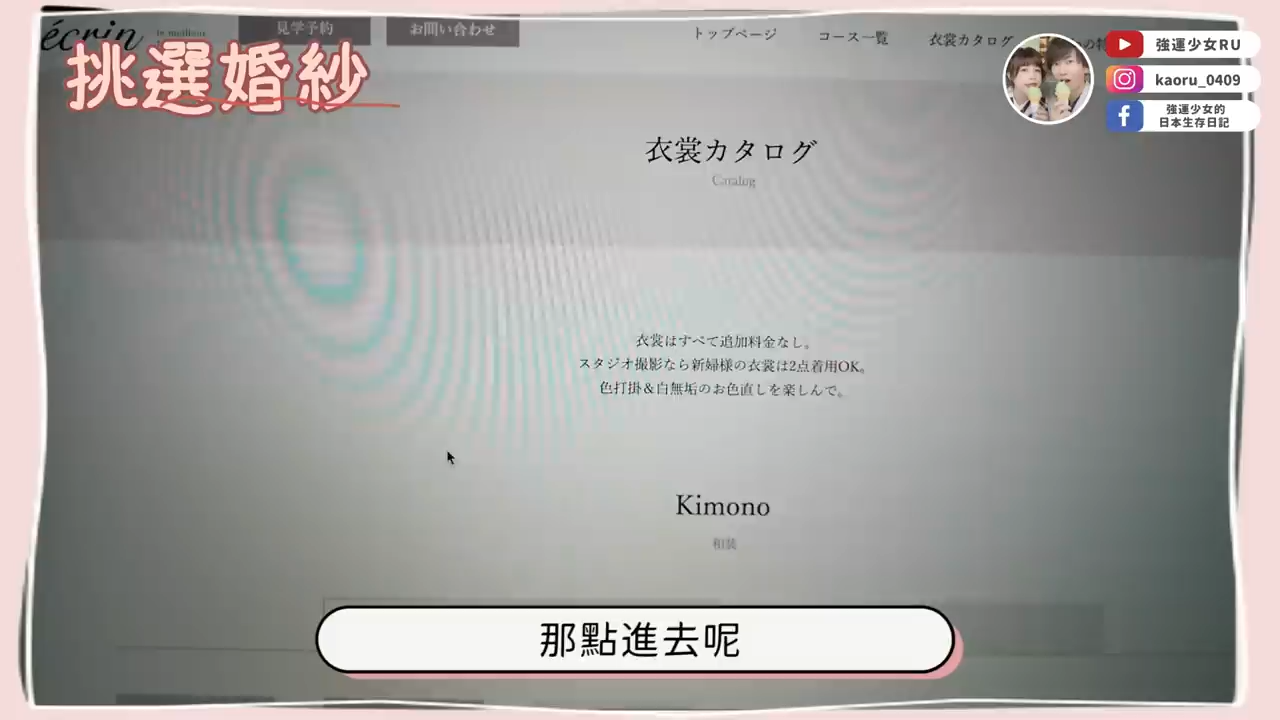 écrin
見学予約
お問い合わせ
トップページ
コース一覧
衣裳カタログ
挑選婚紗
強運少女RU
kaoru_0409
強運少女的
日本生存日記
衣裳カタログ
Catalog
衣裳はすべて追加料金なし。
スタジオ撮影なら新婦様の衣裳は2点着用OK。
色打掛&白無垢のお色直しを楽しんで。
Kimono
和装
那點進去呢